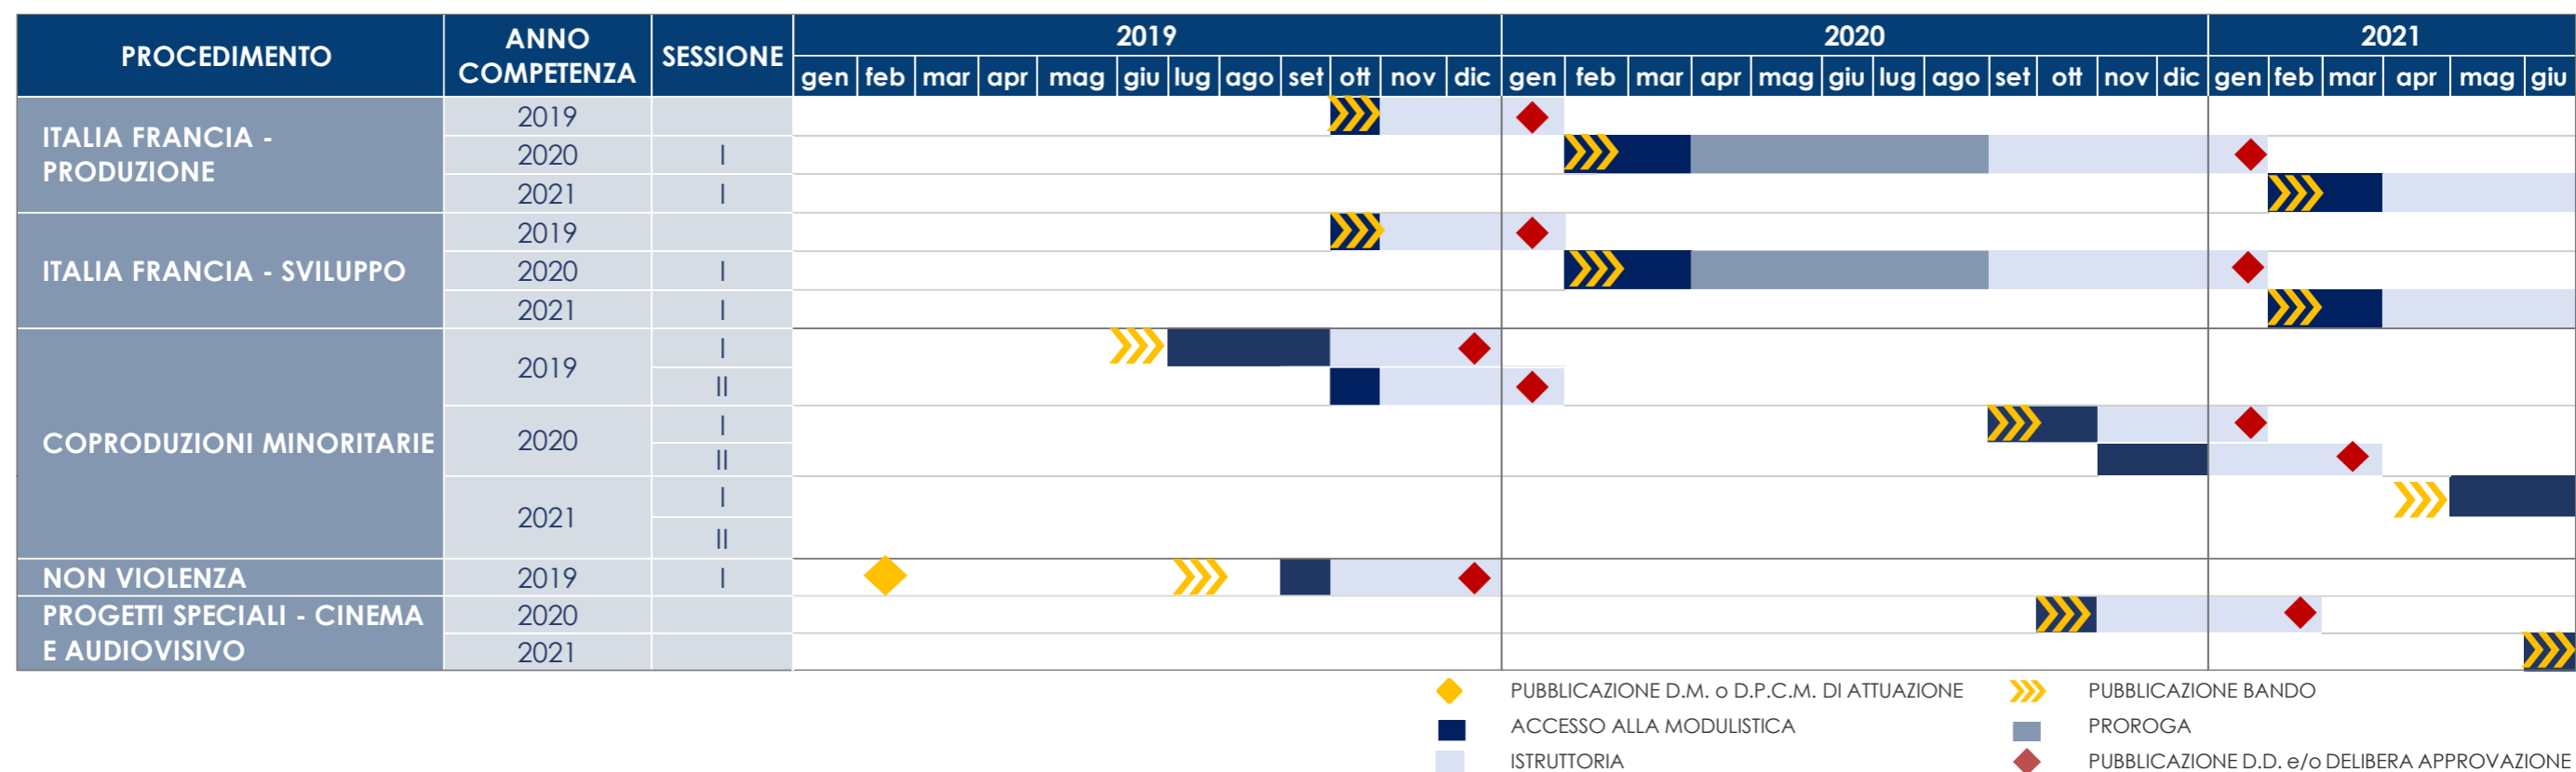 PROCEDIMENTO
ANNO
COMPETENZA
SESSIONE
2019
2020
2021
gen feb mar apr mag giu lug ago set ott nov dic gen feb mar apr mag giu lug ago set ott nov dic gen feb mar apr mag giu
ITALIA FRANCIA -
PRODUZIONE
2019
2020 I
2021 I
ITALIA FRANCIA - SVILUPPO
2019
2020 I
2021 I
COPRODUZIONI MINORITARIE
2019
I
II
2020
I
II
2021
I
II
NON VIOLENZA 2019 I
PROGETTI SPECIALI - CINEMA
E AUDIOVISIVO
2020
2021
PUBBLICAZIONE D.M. o D.P.C.M. DI ATTUAZIONE
PUBBLICAZIONE BANDO
ACCESSO ALLA MODULISTICA
PROROGA
ISTRUTTORIA
PUBBLICAZIONE D.D. e/o DELIBERA APPROVAZIONE